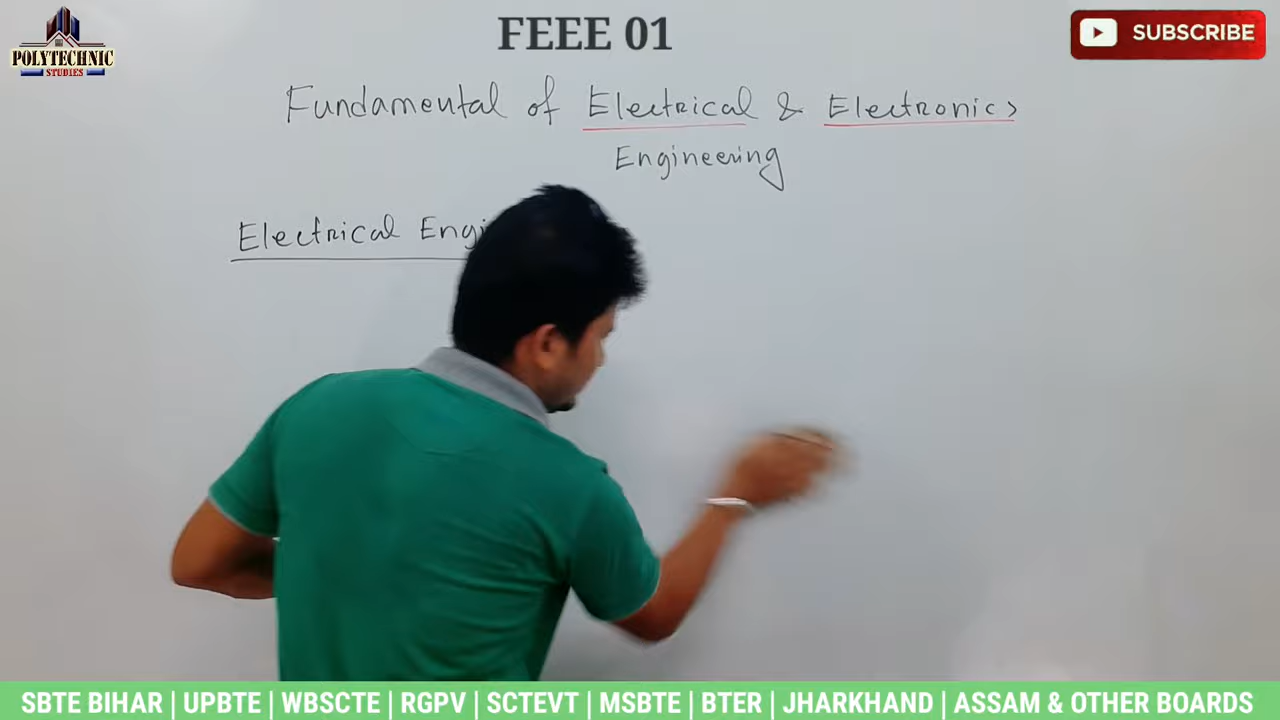 FEEE 01
POLYTECHNIC
STUDIES
SUBSCRIBE
Fundamental of Electrical & Electronics
Engineering
Electrical
SBTE BIHAR | UPBTE | WBSCTE | RGPV | SCTEVT | MSBTE | BTER | JHARKHAND | ASSAM & OTHER BOARDS